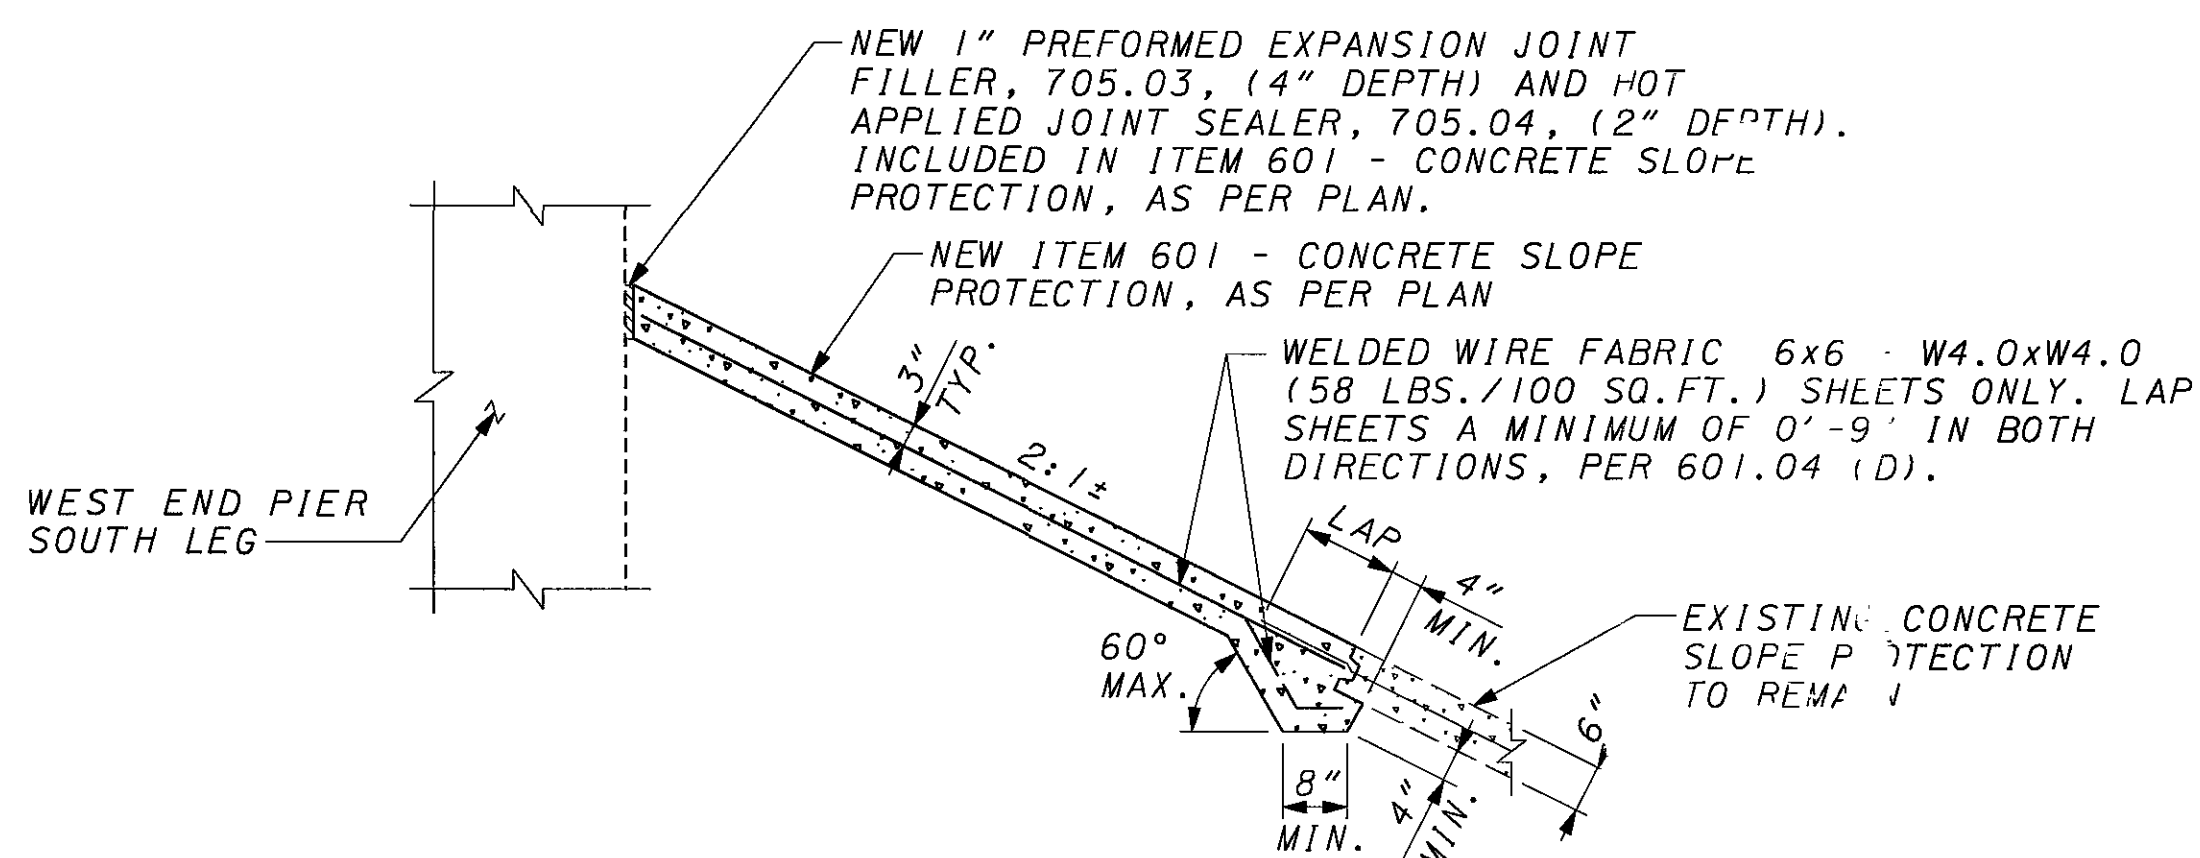 NEW 1" PREFORMED EXPANSION JOINT
FILLER, 705.03, (4" DEPTH) AND HOT
APPLIED JOINT SEALER, 705.04, (2" DEPTH).
INCLUDED IN ITEM 601 - CONCRETE SLOPE
PROTECTION, AS PER PLAN.
NEW ITEM 601 - CONCRETE SLOPE
PROTECTION, AS PER PLAN
WELDED WIRE FABRIC 6x6 - W4.0xW4.0
(58 LBS./100 SQ.FT.) SHEETS ONLY. LAP
SHEETS A MINIMUM OF 0'-9' IN BOTH
DIRECTIONS, PER 601.04 (D).
3"
TYP.
2:1±
WEST END PIER
SOUTH LEG
LAP
4"
MIN.
EXISTING CONCRETE
SLOPE PROTECTION
TO REMAIN
60°
MAX.
6"
8"
MIN.
4"
MIN.